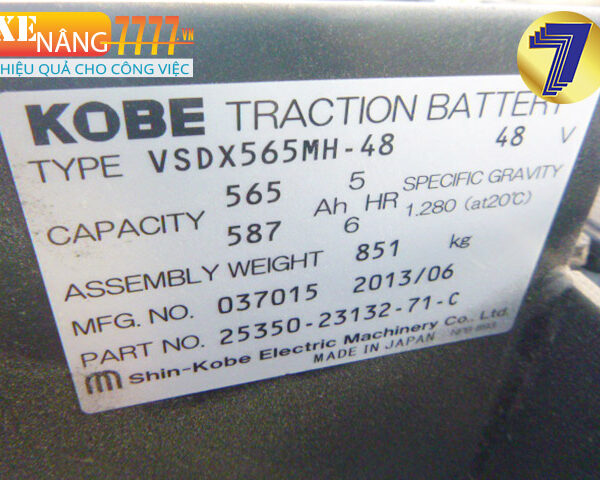 XE
NÂNG7777.VN
HIỆU QUẢ CHO CÔNG VIỆC
7
KOBE TRACTION BATTERY
TYPE VSDX565MH-48 48 V
CAPACITY 565 Ah 5 HR SPECIFIC GRAVITY
587 6 1.280 (at20℃)
ASSEMBLY WEIGHT 851 kg
MFG. NO. 037015 2013/06
PART NO. 25350-23132-71-C
Shin-Kobe Electric Machinery Co., Ltd.
MADE IN JAPAN